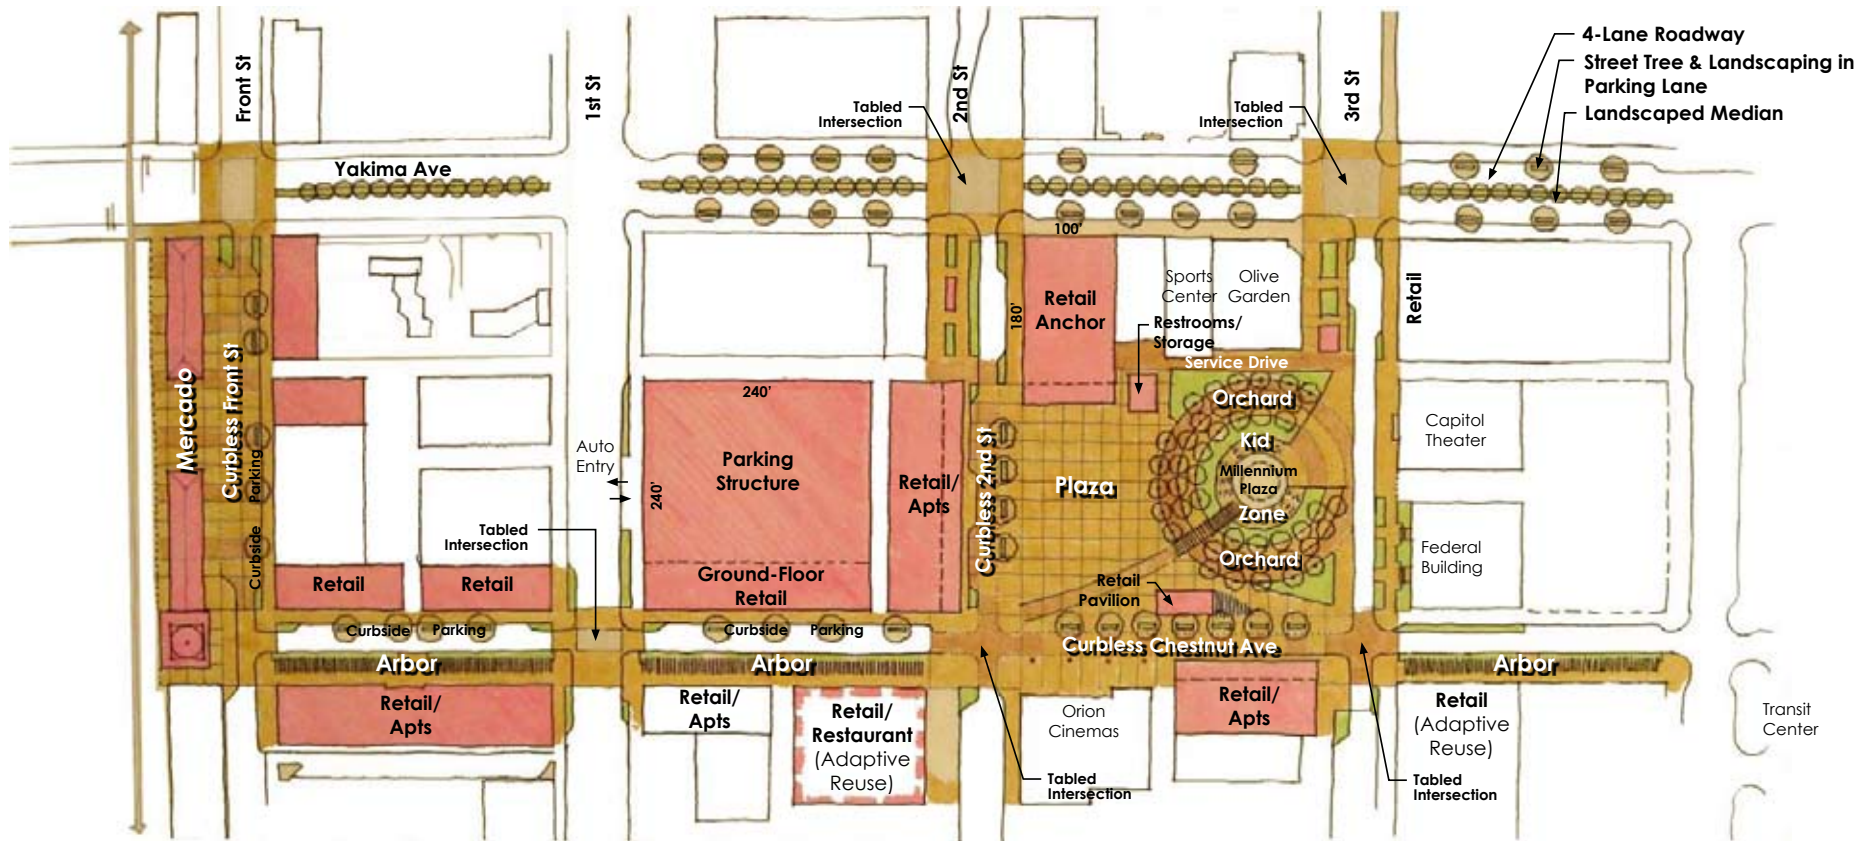 Front St
1st St
2nd St
3rd St
4-Lane Roadway
Street Tree & Landscaping in
Parking Lane
Landscaped Median
Tabled
Intersection
Tabled
Intersection
Yakima Ave
100'
180'
Retail
Anchor
Sports
Center
Olive
Garden
Retail
Restrooms/
Storage
Service Drive
Mercado
Curbless Front St
Parking
Curbside
240'
240'
Parking
Structure
Auto
Entry
Retail/
Apts
Curbless 2nd St
Plaza
Orchard
Kid
Millennium
Plaza
Zone
Orchard
Capitol
Theater
Federal
Building
Tabled
Intersection
Retail
Retail
Ground-Floor
Retail
Retail
Pavilion
Curbside Parking
Curbside Parking
Curbless Chestnut Ave
Arbor
Arbor
Arbor
Retail/
Apts
Retail/
Apts
Retail/
Restaurant
(Adaptive
Reuse)
Orion
Cinemas
Retail/
Apts
Retail
(Adaptive
Reuse)
Transit
Center
Tabled
Intersection
Tabled
Intersection